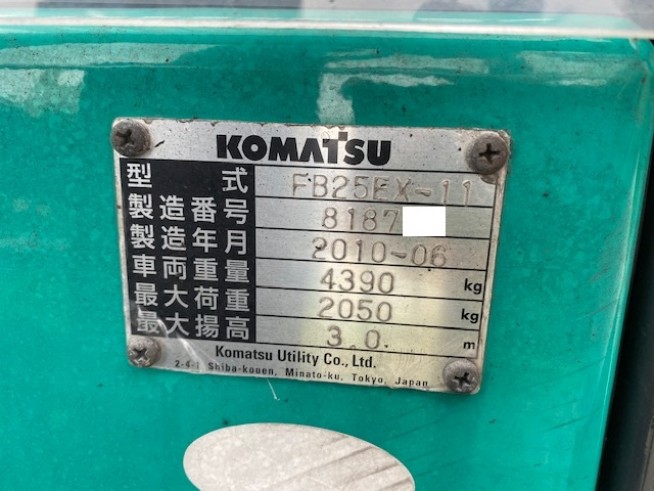 KOMATSU
型 式 FB25EX-11
製造番号 8187
製造年月 2010-06
車両重量 4390 kg
最大荷重 2050 kg
最大揚高 3.0 m
Komatsu Utility Co., Ltd.
Shiba-kouen, Minato-ku, Tokyo, Japan